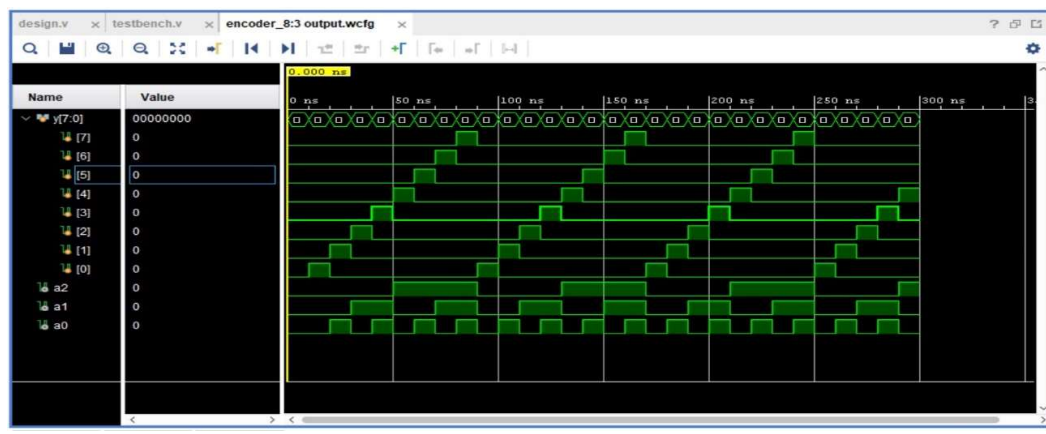 design.v × testbench.v × encoder_8:3 output.wcfg × ?
0.000 ns
Name Value
0 ns 50 ns 100 ns 150 ns 200 ns 250 ns 300 ns 3
y[7:0] 00000000
[7] 0
[6] 0
[5] 0
[4] 0
[3] 0
[2] 0
[1] 0
[0] 0
a2 0
a1 0
a0 0